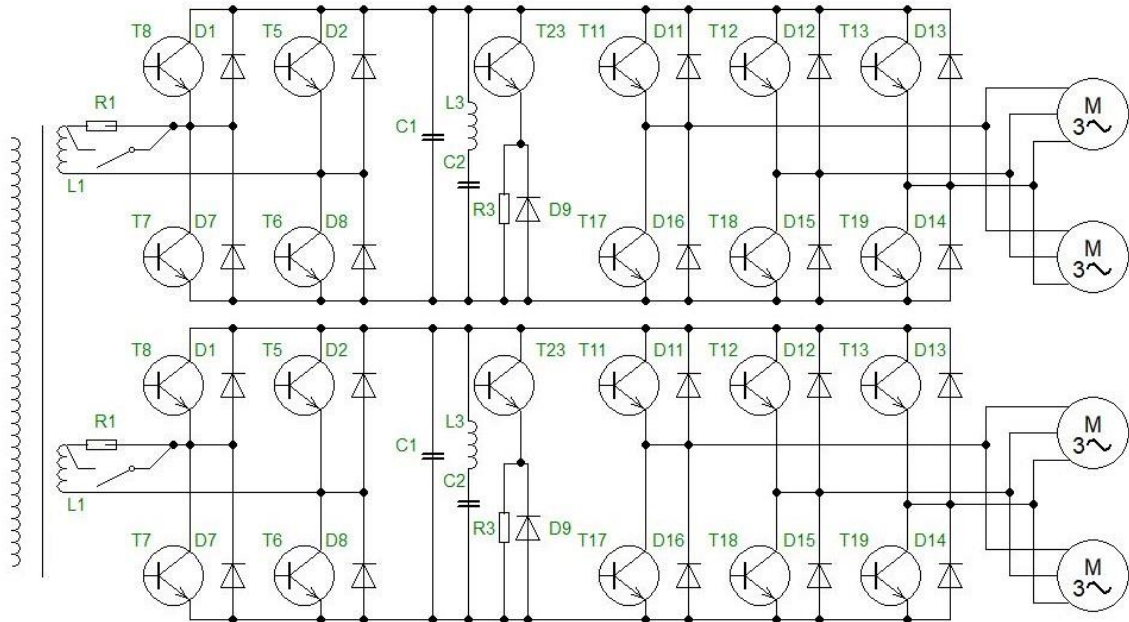 T8 D1 T5 D2 T23 T11 D11 T12 D12 T13 D13
R1 L3 M
C1 3
C2
L1
R3 D9
T7 D7 T6 D8 T17 D16 T18 D15 T19 D14
M
3
T8 D1 T5 D2 T23 T11 D11 T12 D12 T13 D13
R1 L3 M
C1 3
C2
L1
R3 D9
T7 D7 T6 D8 T17 D16 T18 D15 T19 D14
M
3